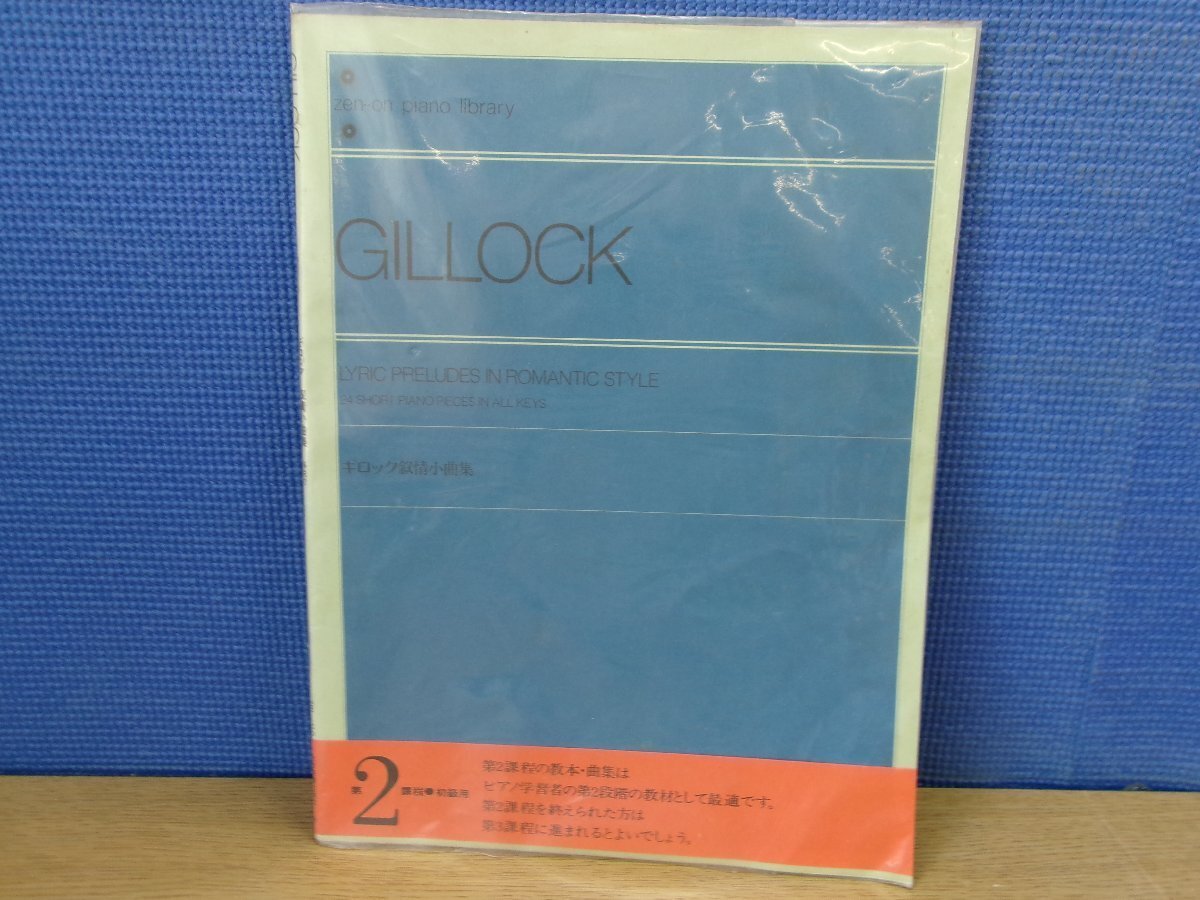 zen-on piano library
GILLOCK
LYRIC PRELUDES IN ROMANTIC STYLE
24 SHORT PIANO PIECES IN ALL KEYS
ギロック叙情小曲集
第2課程●初級用
第2課程の教本・曲集は
ピアノ学習者の第2段階の教材として最適です。
第2課程を終えられた方は
第3課程に進まれるとよいでしょう。
GILLOCK